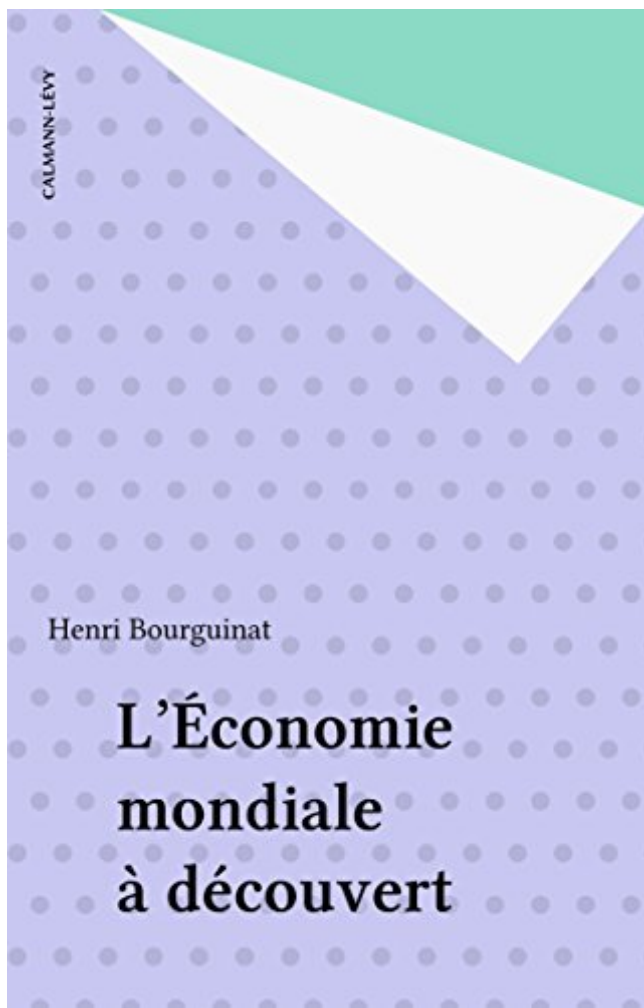 CALMANN-LÉVY
Henri Bourguinat
L’Économie
mondiale
à découvert